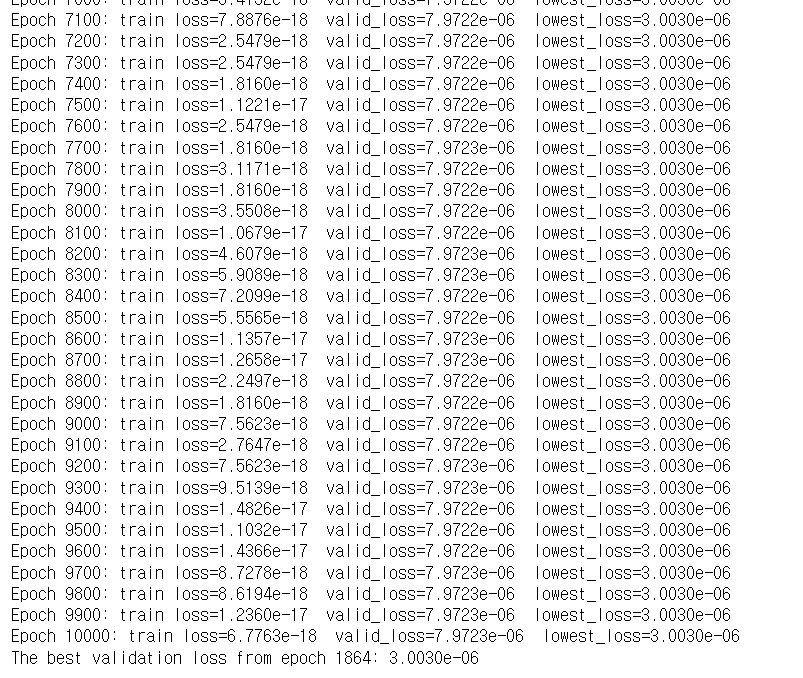 Epoch 7100: train loss=7.8876e-18  valid_loss=7.9723e-06  lowest_loss=3.0030e-06
Epoch 7200: train loss=2.5479e-18  valid_loss=7.9722e-06  lowest_loss=3.0030e-06
Epoch 7300: train loss=2.5479e-18  valid_loss=7.9722e-06  lowest_loss=3.0030e-06
Epoch 7400: train loss=1.8160e-18  valid_loss=7.9722e-06  lowest_loss=3.0030e-06
Epoch 7500: train loss=1.1221e-17  valid_loss=7.9722e-06  lowest_loss=3.0030e-06
Epoch 7600: train loss=2.5479e-18  valid_loss=7.9722e-06  lowest_loss=3.0030e-06
Epoch 7700: train loss=1.8160e-18  valid_loss=7.9723e-06  lowest_loss=3.0030e-06
Epoch 7800: train loss=3.1171e-18  valid_loss=7.9722e-06  lowest_loss=3.0030e-06
Epoch 7900: train loss=1.8160e-18  valid_loss=7.9722e-06  lowest_loss=3.0030e-06
Epoch 8000: train loss=3.5508e-18  valid_loss=7.9722e-06  lowest_loss=3.0030e-06
Epoch 8100: train loss=1.0679e-17  valid_loss=7.9722e-06  lowest_loss=3.0030e-06
Epoch 8200: train loss=4.6079e-18  valid_loss=7.9723e-06  lowest_loss=3.0030e-06
Epoch 8300: train loss=5.9089e-18  valid_loss=7.9723e-06  lowest_loss=3.0030e-06
Epoch 8400: train loss=7.2099e-18  valid_loss=7.9722e-06  lowest_loss=3.0030e-06
Epoch 8500: train loss=5.5565e-18  valid_loss=7.9722e-06  lowest_loss=3.0030e-06
Epoch 8600: train loss=1.1357e-17  valid_loss=7.9723e-06  lowest_loss=3.0030e-06
Epoch 8700: train loss=1.2658e-17  valid_loss=7.9723e-06  lowest_loss=3.0030e-06
Epoch 8800: train loss=2.2497e-18  valid_loss=7.9722e-06  lowest_loss=3.0030e-06
Epoch 8900: train loss=1.8160e-18  valid_loss=7.9722e-06  lowest_loss=3.0030e-06
Epoch 9000: train loss=7.5623e-18  valid_loss=7.9722e-06  lowest_loss=3.0030e-06
Epoch 9100: train loss=2.7647e-18  valid_loss=7.9722e-06  lowest_loss=3.0030e-06
Epoch 9200: train loss=7.5623e-18  valid_loss=7.9723e-06  lowest_loss=3.0030e-06
Epoch 9300: train loss=9.5139e-18  valid_loss=7.9722e-06  lowest_loss=3.0030e-06
Epoch 9400: train loss=1.4826e-17  valid_loss=7.9722e-06  lowest_loss=3.0030e-06
Epoch 9500: train loss=1.1032e-17  valid_loss=7.9722e-06  lowest_loss=3.0030e-06
Epoch 9600: train loss=1.4366e-17  valid_loss=7.9722e-06  lowest_loss=3.0030e-06
Epoch 9700: train loss=8.7278e-18  valid_loss=7.9723e-06  lowest_loss=3.0030e-06
Epoch 9800: train loss=8.6194e-18  valid_loss=7.9723e-06  lowest_loss=3.0030e-06
Epoch 9900: train loss=1.2360e-17  valid_loss=7.9723e-06  lowest_loss=3.0030e-06
Epoch 10000: train loss=6.7763e-18  valid_loss=7.9723e-06  lowest_loss=3.0030e-06
The best validation loss from epoch 1864: 3.0030e-06